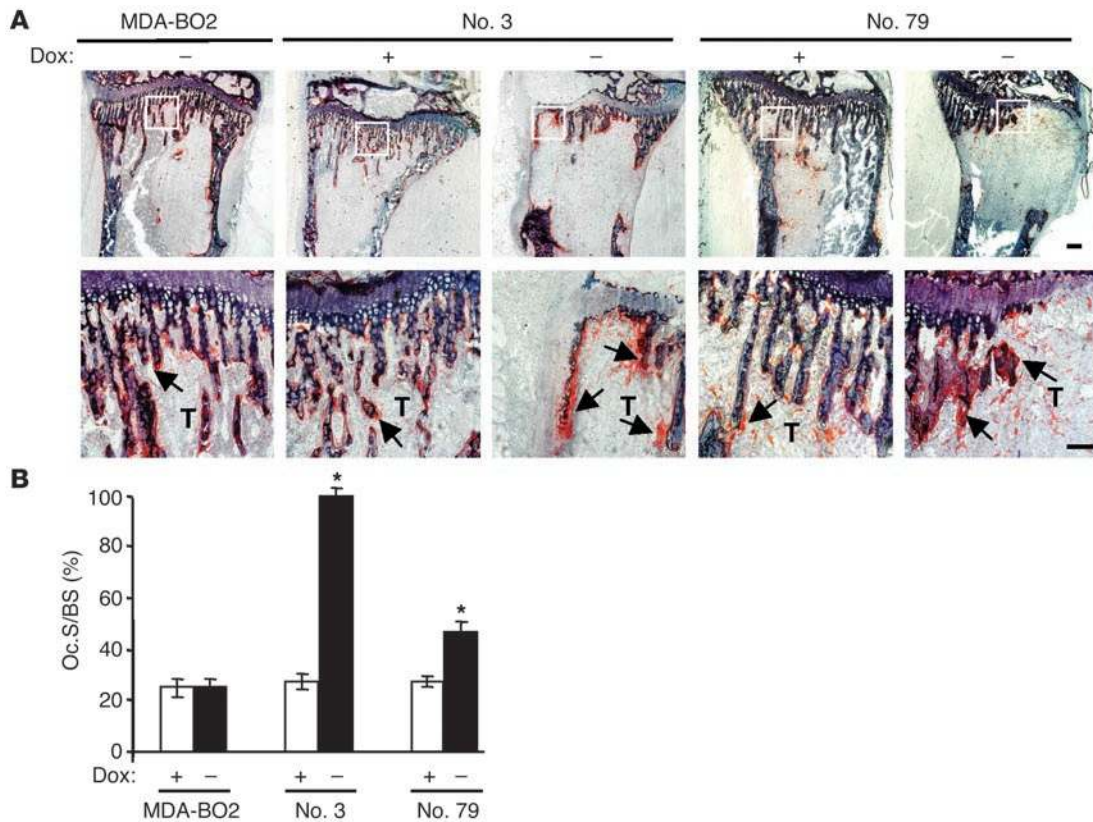 A
MDA-BO2 No. 3 No. 79
Dox: – + – + –
T T T T T
B
Oc.S/BS (%)
100
80
60
40
20
0
* *
Dox: + – + – + –
MDA-BO2 No. 3 No. 79